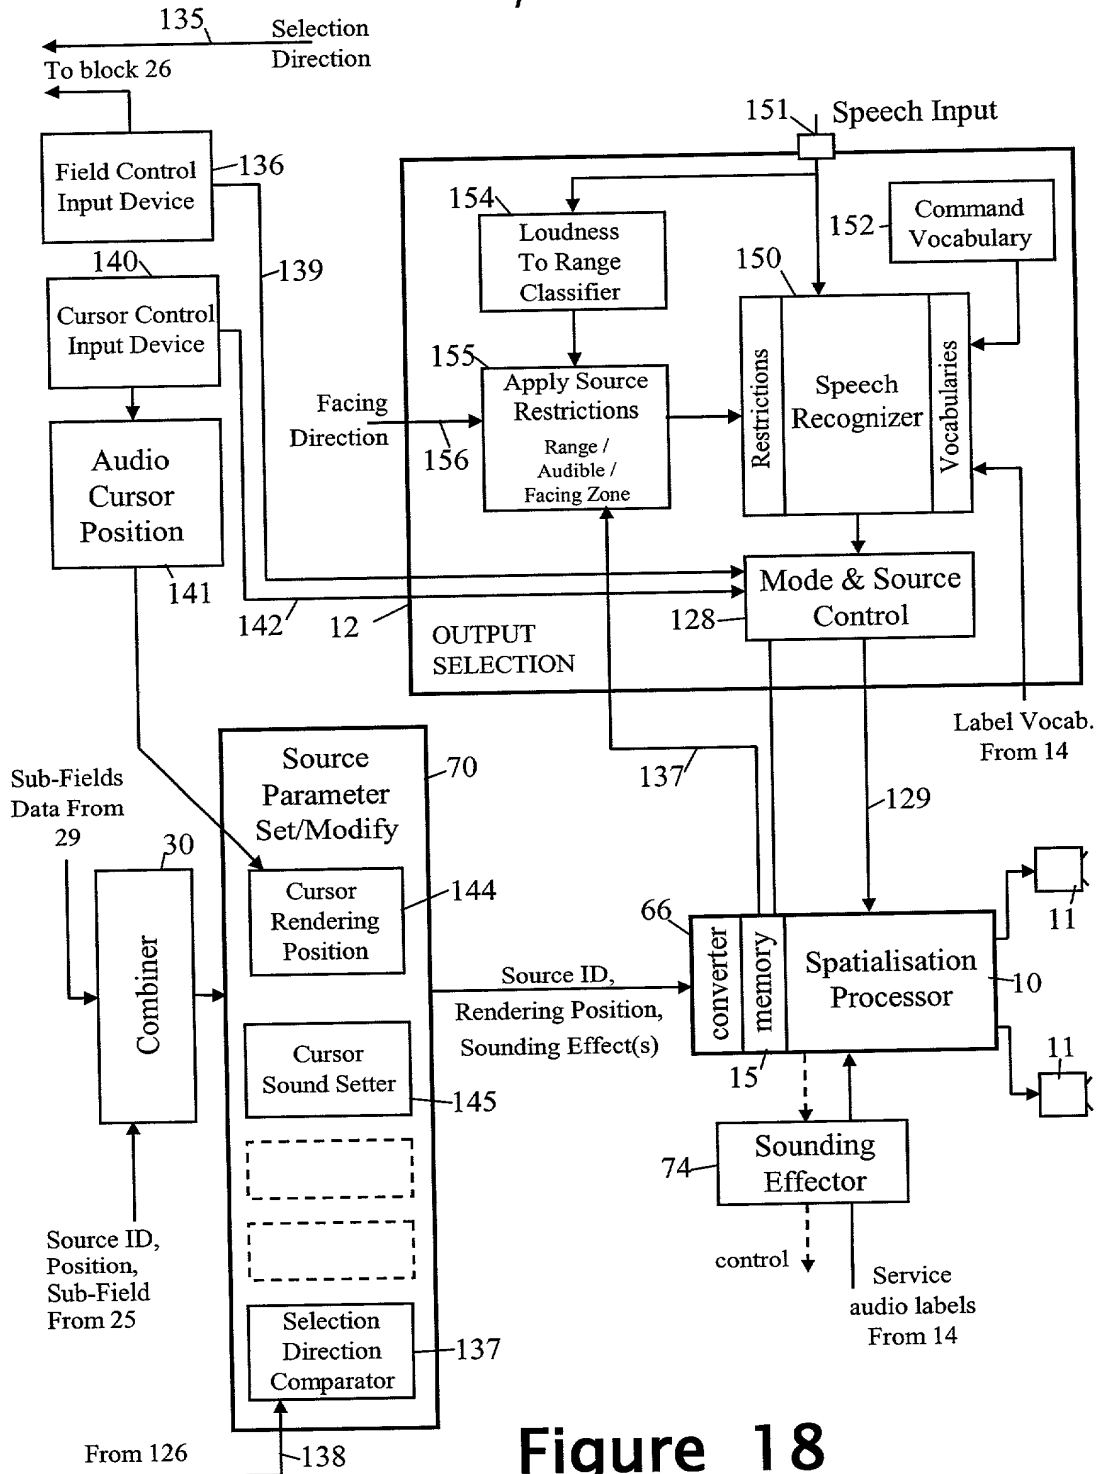 135
Selection
Direction
To block 26
Field Control
Input Device
136
140
Cursor Control
Input Device
139
Audio
Cursor
Position
141
142
12
151
Speech Input
154
Loudness
To Range
Classifier
152
Command
Vocabulary
150
Restrictions
Speech
Recognizer
Vocabularies
155
Apply Source
Restrictions
Range /
Audible /
Facing Zone
Facing
Direction
156
Mode & Source
Control
128
OUTPUT
SELECTION
Label Vocab.
From 14
137
129
Sub-Fields
Data From
29
30
Combiner
Source ID,
Position,
Sub-Field
From 25
Source
Parameter
Set/Modify
70
Cursor
Rendering
Position
144
Cursor
Sound Setter
145
Selection
Direction
Comparator
137
From 126
138
Source ID,
Rendering Position,
Sounding Effect(s)
66
converter
memory
Spatialisation
Processor
10
15
11
11
Sounding
Effector
74
control
Service
audio labels
From 14
Figure 18